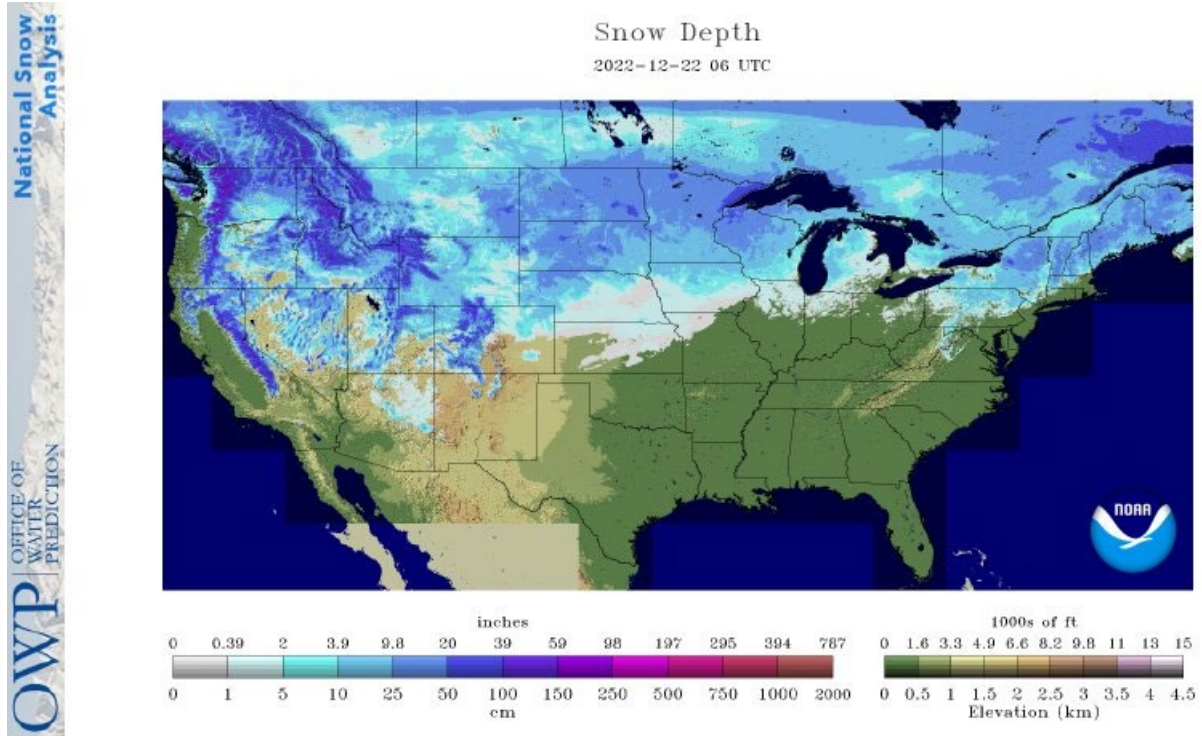 National Snow
Analysis
OWP
OFFICE OF
WATER
PREDICTION
Snow Depth
2022-12-22 06 UTC
NOAA
inches
0 0.39 2 3.9 9.8 20 39 59 98 197 295 394 787
0 1 5 10 25 50 100 150 250 500 750 1000 2000
cm
1000s of ft
0 1.6 3.3 4.9 6.6 8.2 9.8 11 13 15
0 0.5 1 1.5 2 2.5 3 3.5 4 4.5
Elevation (km)